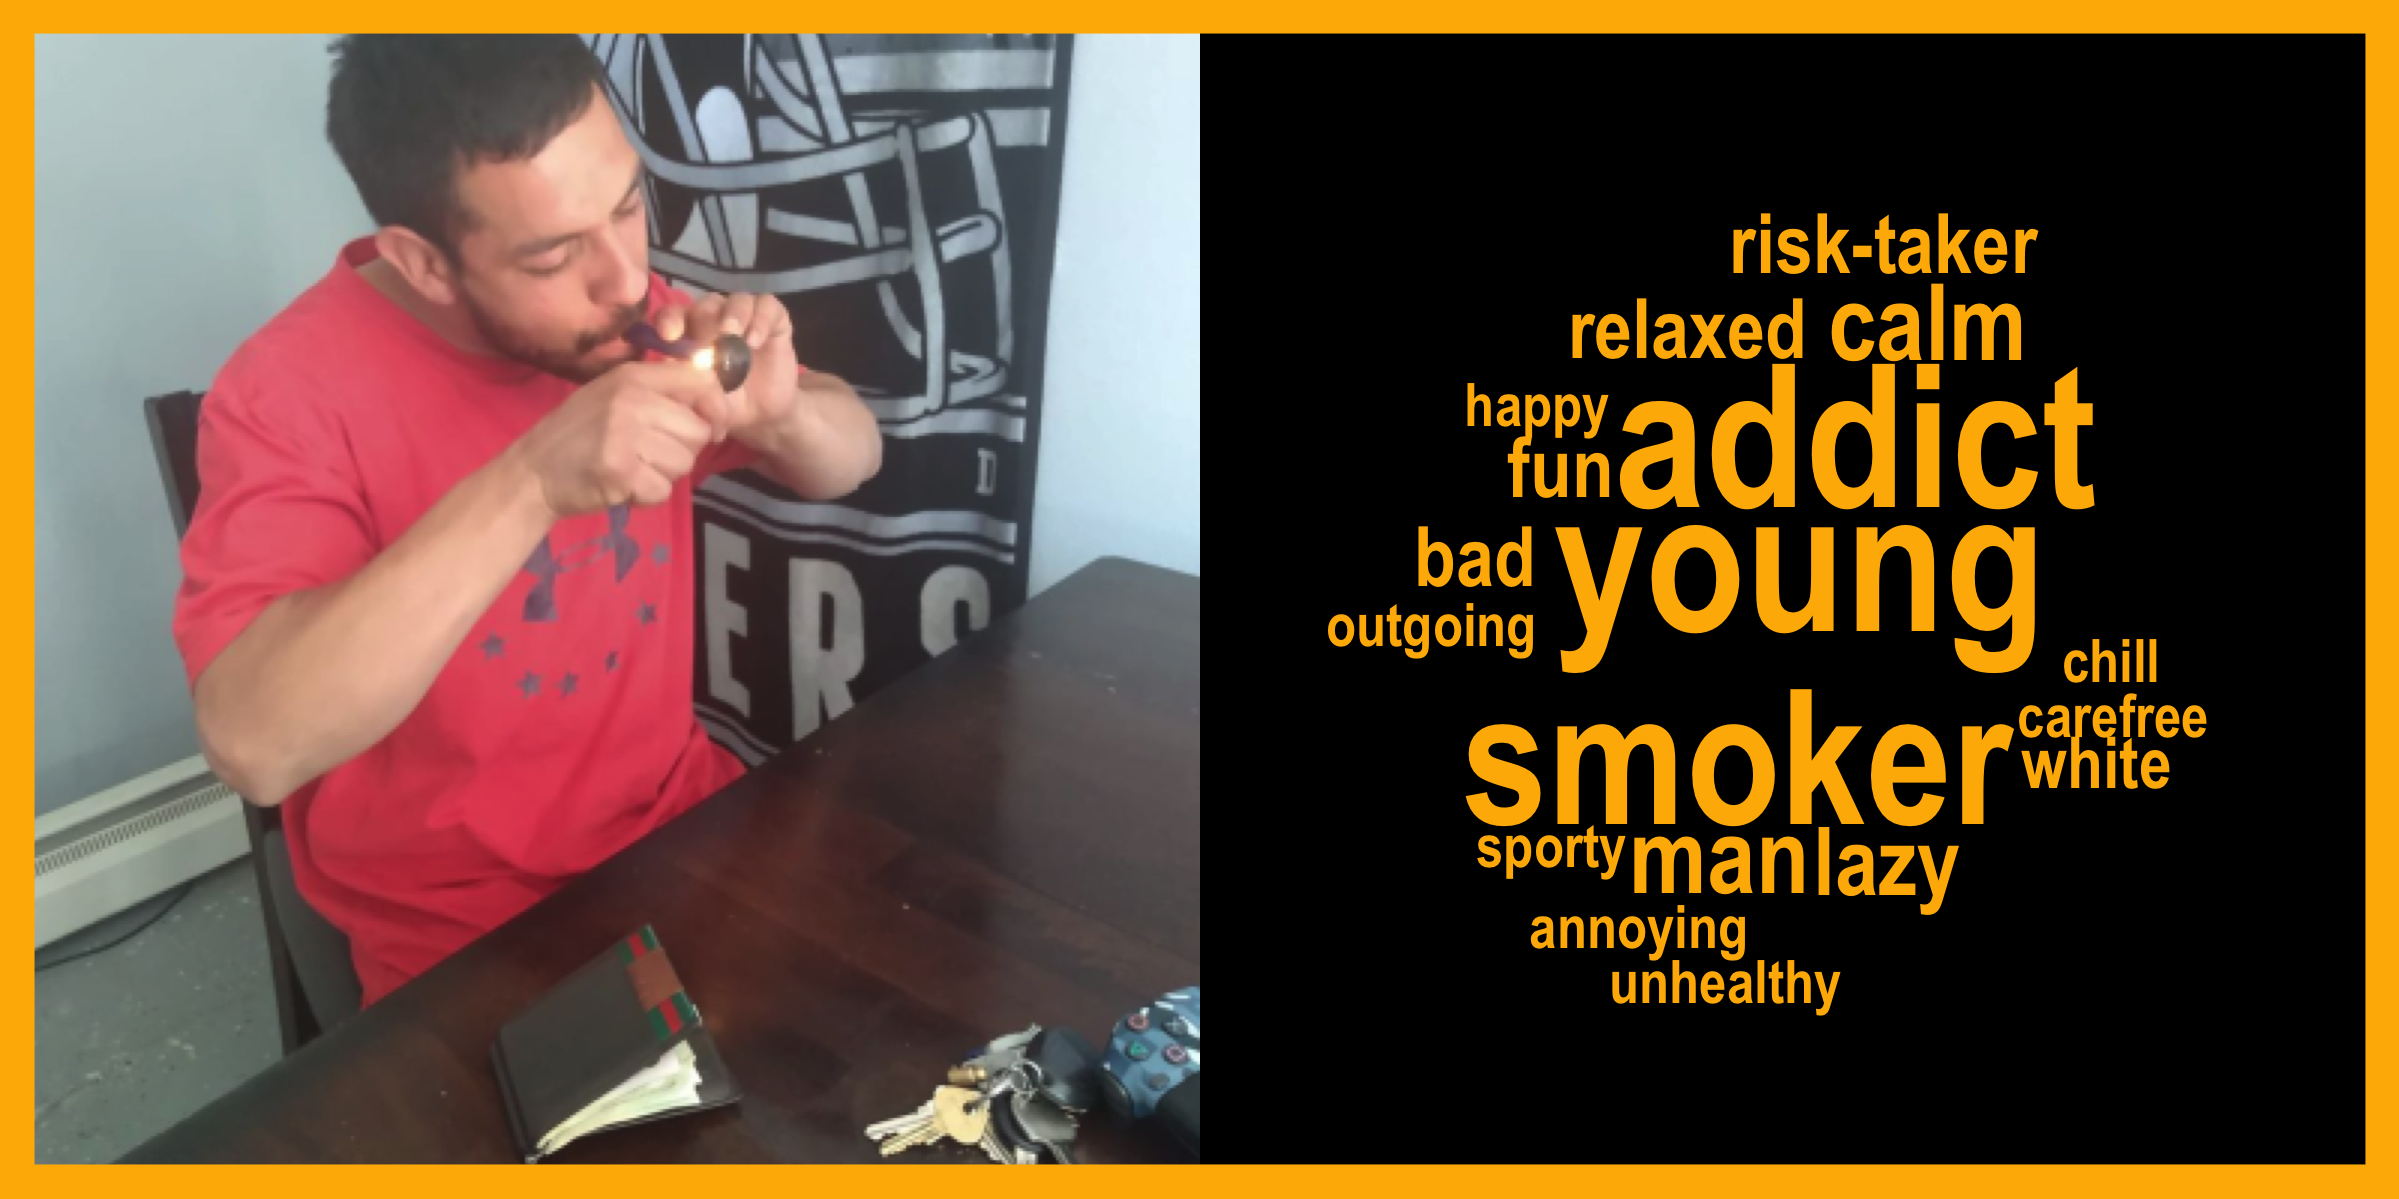 D
ERS
risk-taker
relaxed calm
happy addict
fun
bad young
outgoing
chill
smoker carefree
white
sporty man lazy
annoying
unhealthy